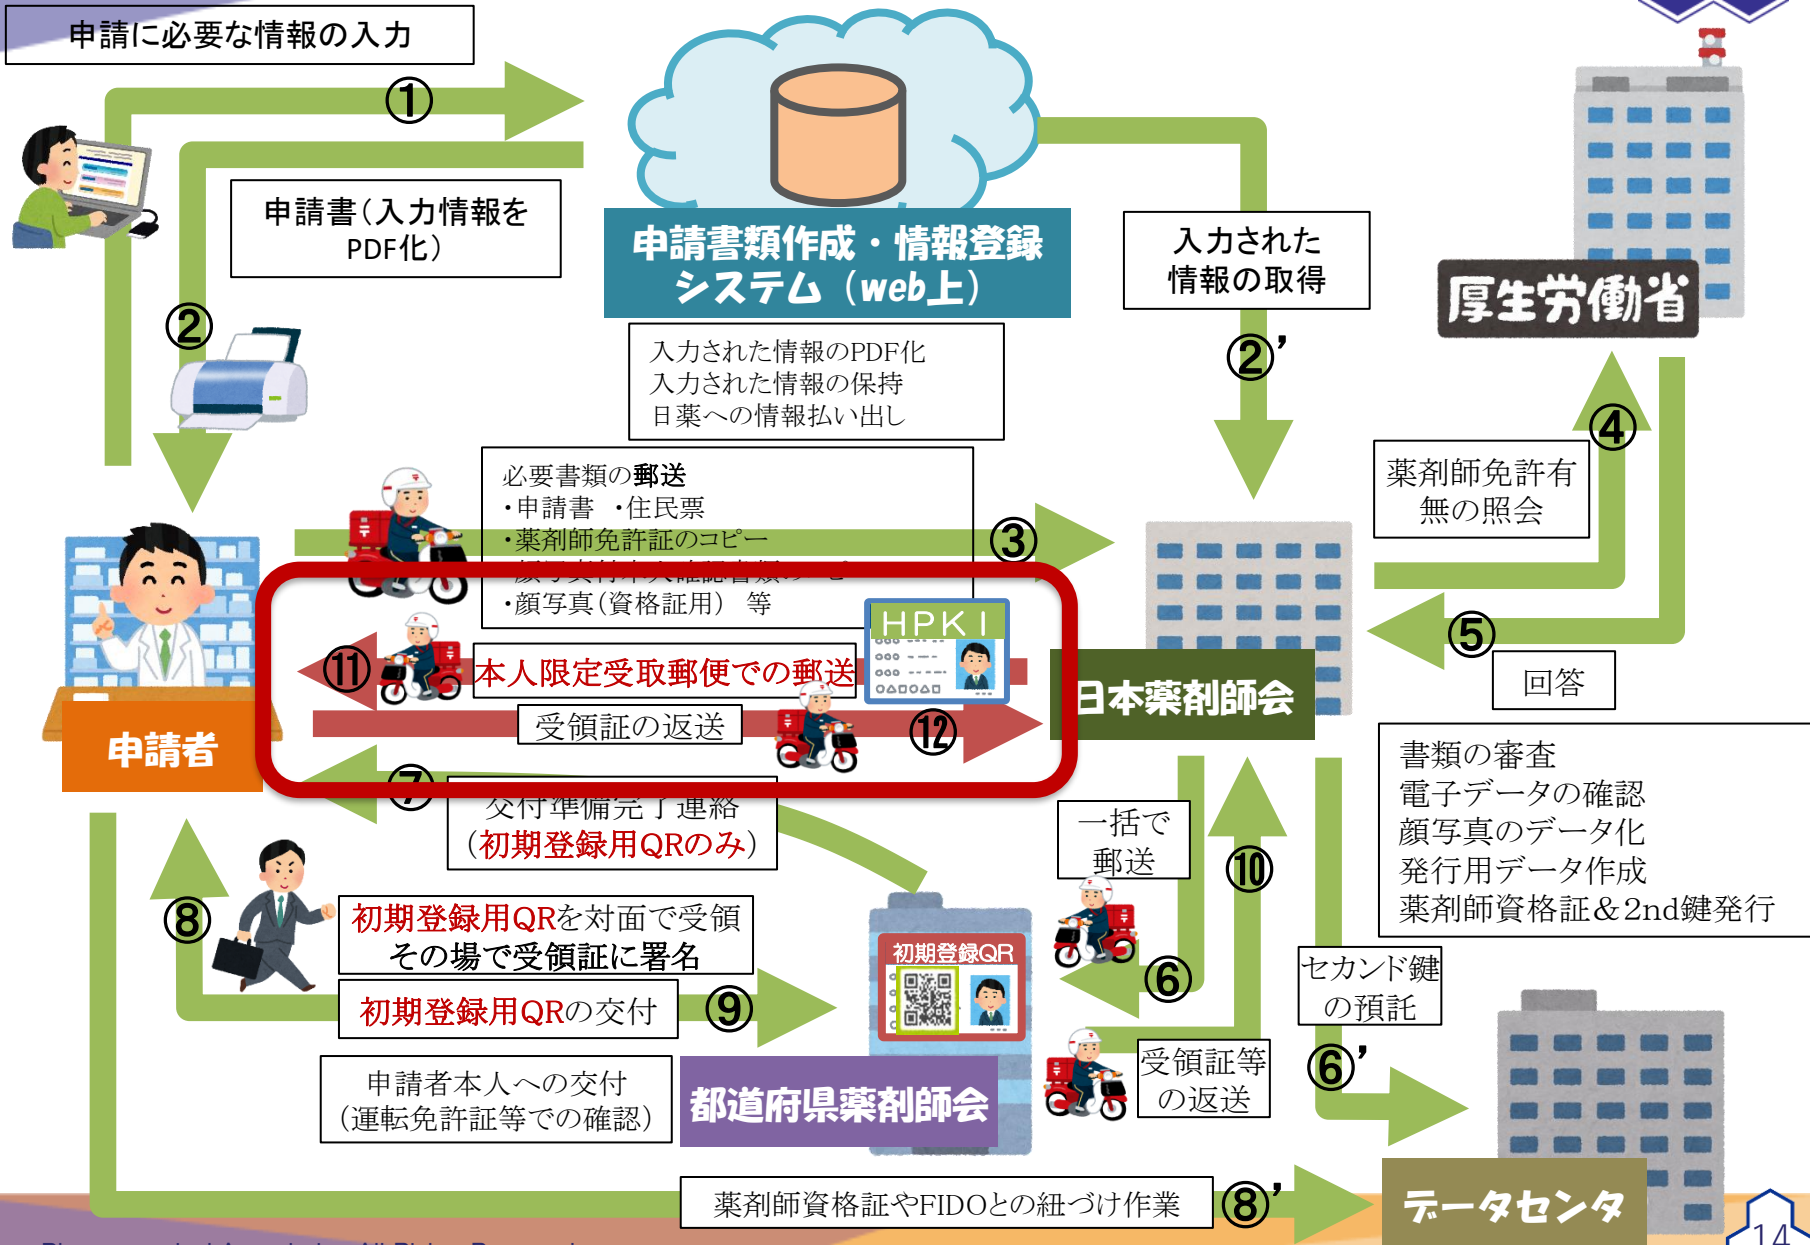 申請に必要な情報の入力
①
申請書(入力情報を
PDF化)
②
申請書類作成・情報登録
システム(web上)
入力された情報のPDF化
入力された情報の保持
日薬への情報払い出し
入力された
情報の取得
②’
厚生労働省
④
薬剤師免許有
無の照会
⑤
回答
必要書類の郵送
・申請書 ・住民票
・薬剤師免許証のコピー
・顔写真(資格証用) 等
③
HPKI
⑪
本人限定受取郵便での郵送
受領証の返送
⑫
申請者
日本薬剤師会
書類の審査
電子データの確認
顔写真のデータ化
発行用データ作成
薬剤師資格証&2nd鍵発行
⑦
交付準備完了連絡
(初期登録用QRのみ)
一括で
郵送
⑩
⑧
初期登録用QRを対面で受領
その場で受領証に署名
初期登録用QRの交付
⑨
初期登録QR
⑥
セカンド鍵
の預託
⑥’
申請者本人への交付
(運転免許証等での確認)
都道府県薬剤師会
受領証等
の返送
薬剤師資格証やFIDOとの紐づけ作業
⑧’
データセンタ
14